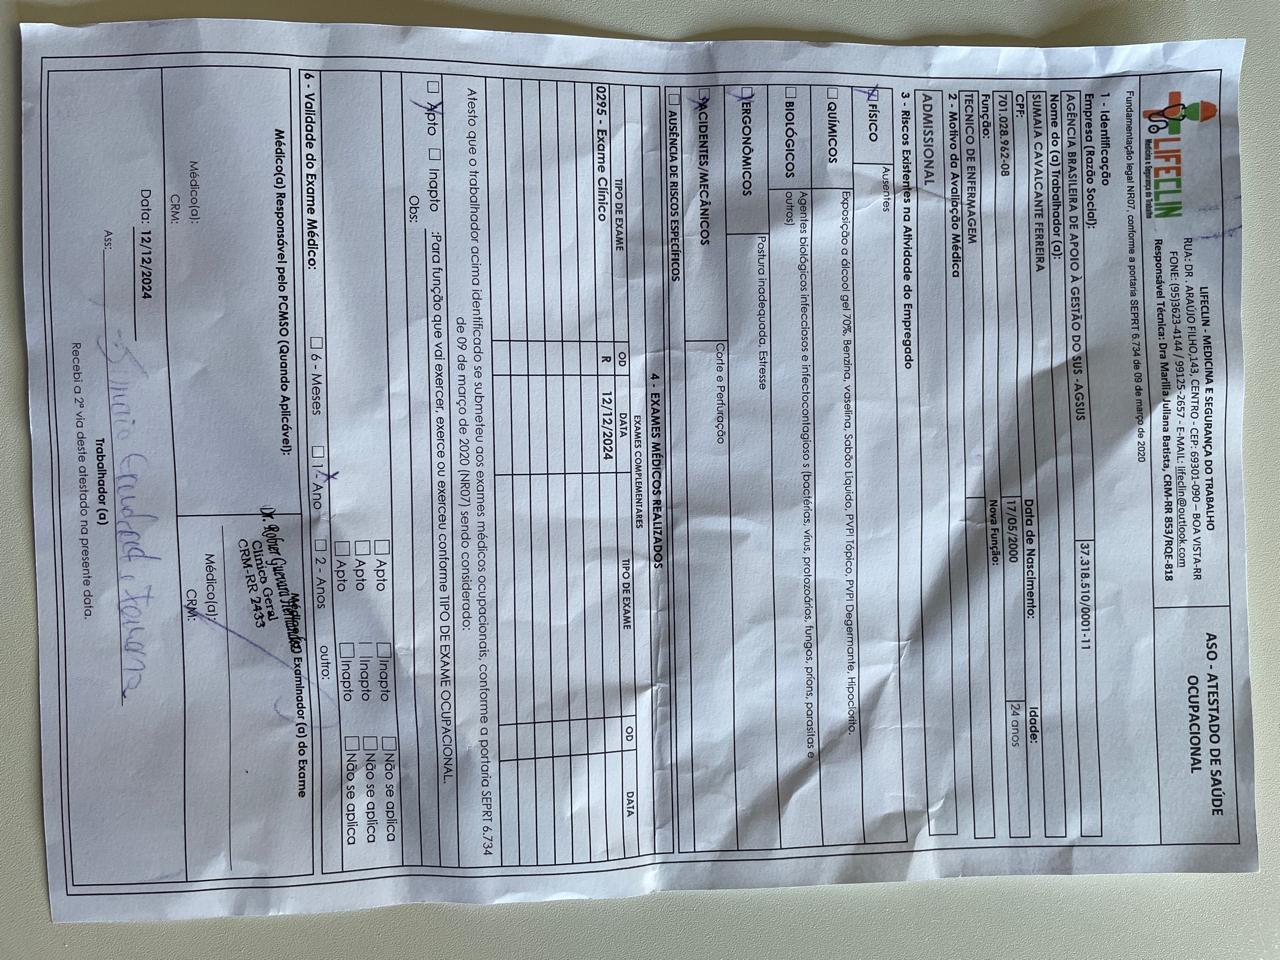 LIFECLIN
Medicina e Segurança do Trabalho
LIFECLIN - MEDICINA E SEGURANÇA DO TRABALHO
RUA: DR . ARAÚJO FILHO,143, CENTRO - CEP: 69301-090 – BOA VISTA-RR
FONE: (95)3623-4144 / 99125-2657 - E-MAIL: lifeclin@outlook.com
Responsável Técnica: Dra Marilia Juliana Batista, CRM-RR 853/RQE-818
ASO - ATESTADO DE SAÚDE
OCUPACIONAL
Fundamentação legal NR07, conforme a portaria SEPRT 6.734 de 09 de março de 2020
1 - Identificação
Empresa (Razão Social):
AGÊNCIA BRASILEIRA DE APOIO À GESTÃO DO SUS -AGSUS
37.318.510/0001-11
Nome do (a) Trabalhador (a):
SUMAIA CAVALCANTE FERREIRA
CPF:
Data de Nascimento:
Idade:
701.028.962-08
17/05/2000
24 anos
Função:
Nova Função:
TECNICO DE ENFERMAGEM
2 - Motivo da Avaliação Médica
ADMISSIONAL
3 - Riscos Existentes na Atividade do Empregado
☒ FÍSICO
Ausentes
☐ QUÍMICOS
Exposição a álcool gel 70%, Benzina, vaselina, Sabão Líquido, PVPI Tópico, PVPI Degermante, Hipoclorito.
☐ BIOLÓGICOS
Agentes biológicos infecciosos e infectocontagioso s (bactérias, vírus, protozoários, fungos, príons, parasitas e
outros)
☒ ERGONÔMICOS
Postura inadequada, Estresse
☒ ACIDENTES/MECÂNICOS
Corte e Perfuração
☐ AUSÊNCIA DE RISCOS ESPECÍFICOS
4 - EXAMES MÉDICOS REALIZADOS
EXAMES COMPLEMENTARES
TIPO DE EXAME
OD
DATA
TIPO DE EXAME
OD
DATA
0295 - Exame Clínico
R
12/12/2024
Atesto que o trabalhador acima identificado se submeteu aos exames médicos ocupacionais, conforme a portaria SEPRT 6.734
de 09 de março de 2020 (NR07) sendo considerado:
☒ Apto ☐ Inapto :Para função que vai exercer, exerce ou exerceu conforme TIPO DE EXAME OCUPACIONAL.
Obs:
☐ Apto ☐ Inapto ☐ Não se aplica
☐ Apto ☐ Inapto ☐ Não se aplica
☐ Apto ☐ Inapto ☐ Não se aplica
6 - Validade do Exame Médico:
☐ 6 - Meses ☒ 1- Ano ☐ 2 - Anos outro:
Médico(a) Responsável pelo PCMSO (Quando Aplicável):
Examinador (a) do Exame
Clínico Geral
CRM-RR 2433
Médico(a):
CRM:
Médico(a):
CRM:
Data: 12/12/2024
Ass:
Trabalhador (a)
Recebi a 2ª via deste atestado na presente data.